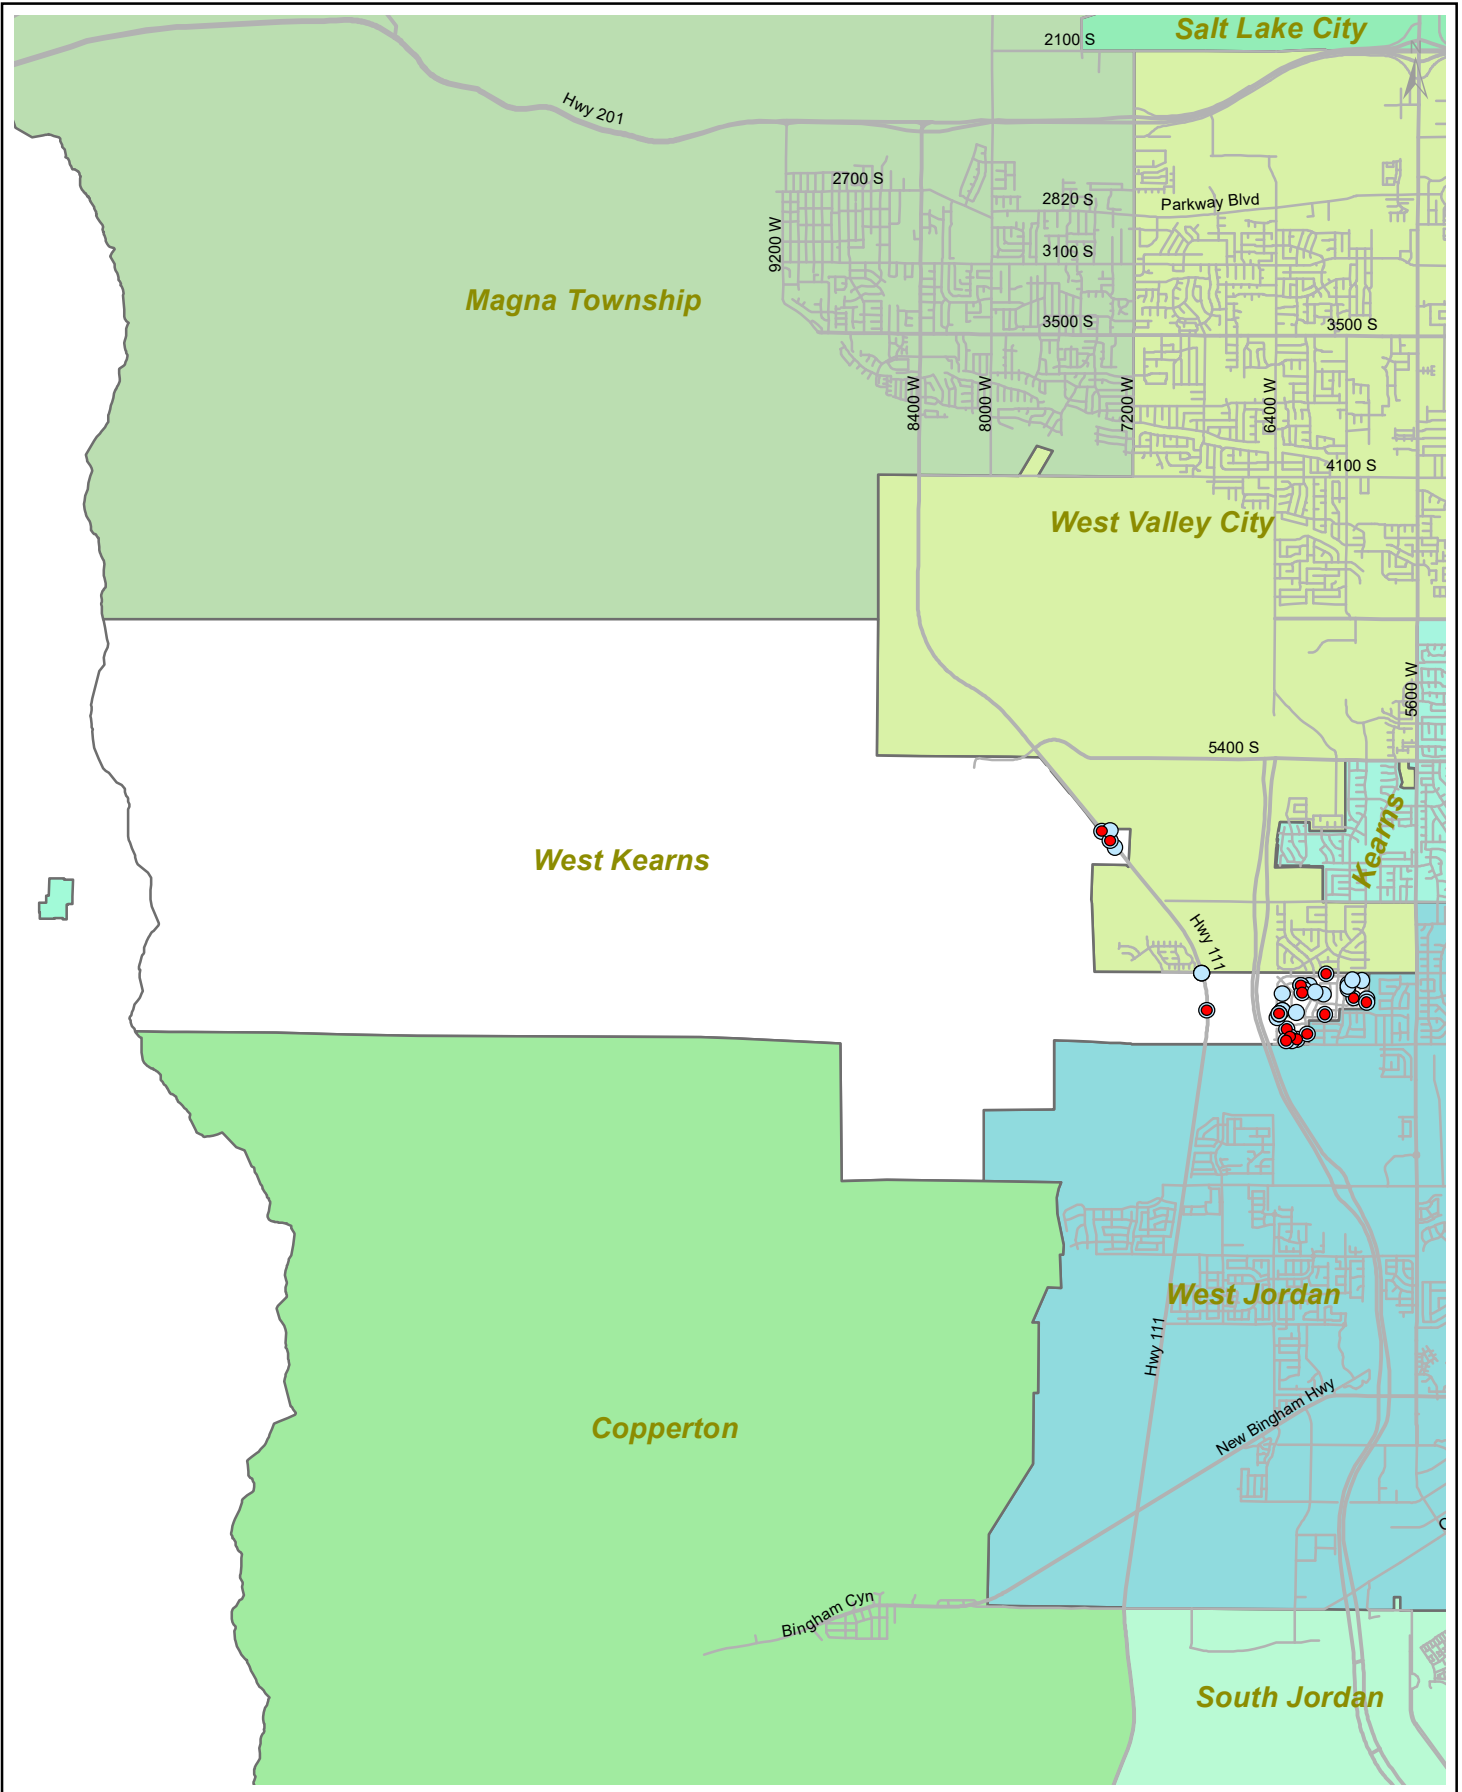 Salt Lake City
2100 S
N
Hwy 201
2700 S
2820 S
Parkway Blvd
9200 W
3100 S
Magna Township
3500 S
3500 S
8400 W
8000 W
7200 W
6400 W
4100 S
West Valley City
5600 W
5400 S
Kearns
West Kearns
Hwy 111
West Jordan
Hwy 111
New Bingham Hwy
Copperton
Bingham Cyn
South Jordan